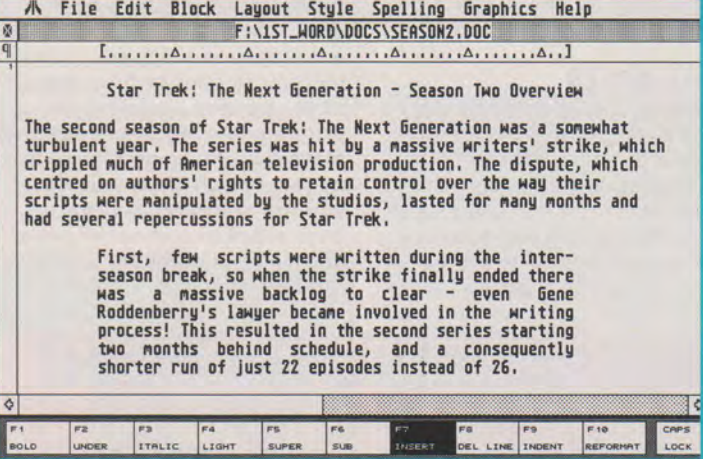 File Edit Block Layout Style Spelling Graphics Help
F:\1ST_WORD\DOCS\SEASON2.DOC
¶
1
Star Trek: The Next Generation - Season Two Overview
The second season of Star Trek: The Next Generation was a somewhat
turbulent year. The series was hit by a massive writers' strike, which
crippled much of American television production. The dispute, which
centred on authors' rights to retain control over the way their
scripts were manipulated by the studios, lasted for many months and
had several repercussions for Star Trek.
First, few scripts were written during the inter-
season break, so when the strike finally ended there
was a massive backlog to clear - even Gene
Roddenberry's lawyer became involved in the writing
process! This resulted in the second series starting
two months behind schedule, and a consequently
shorter run of just 22 episodes instead of 26.
F1 F2 F3 F4 F5 F6 F7 F8 F9 F10 CAPS
BOLD UNDER ITALIC LIGHT SUPER SUB INSERT DEL LINE INDENT REFORMAT LOCK